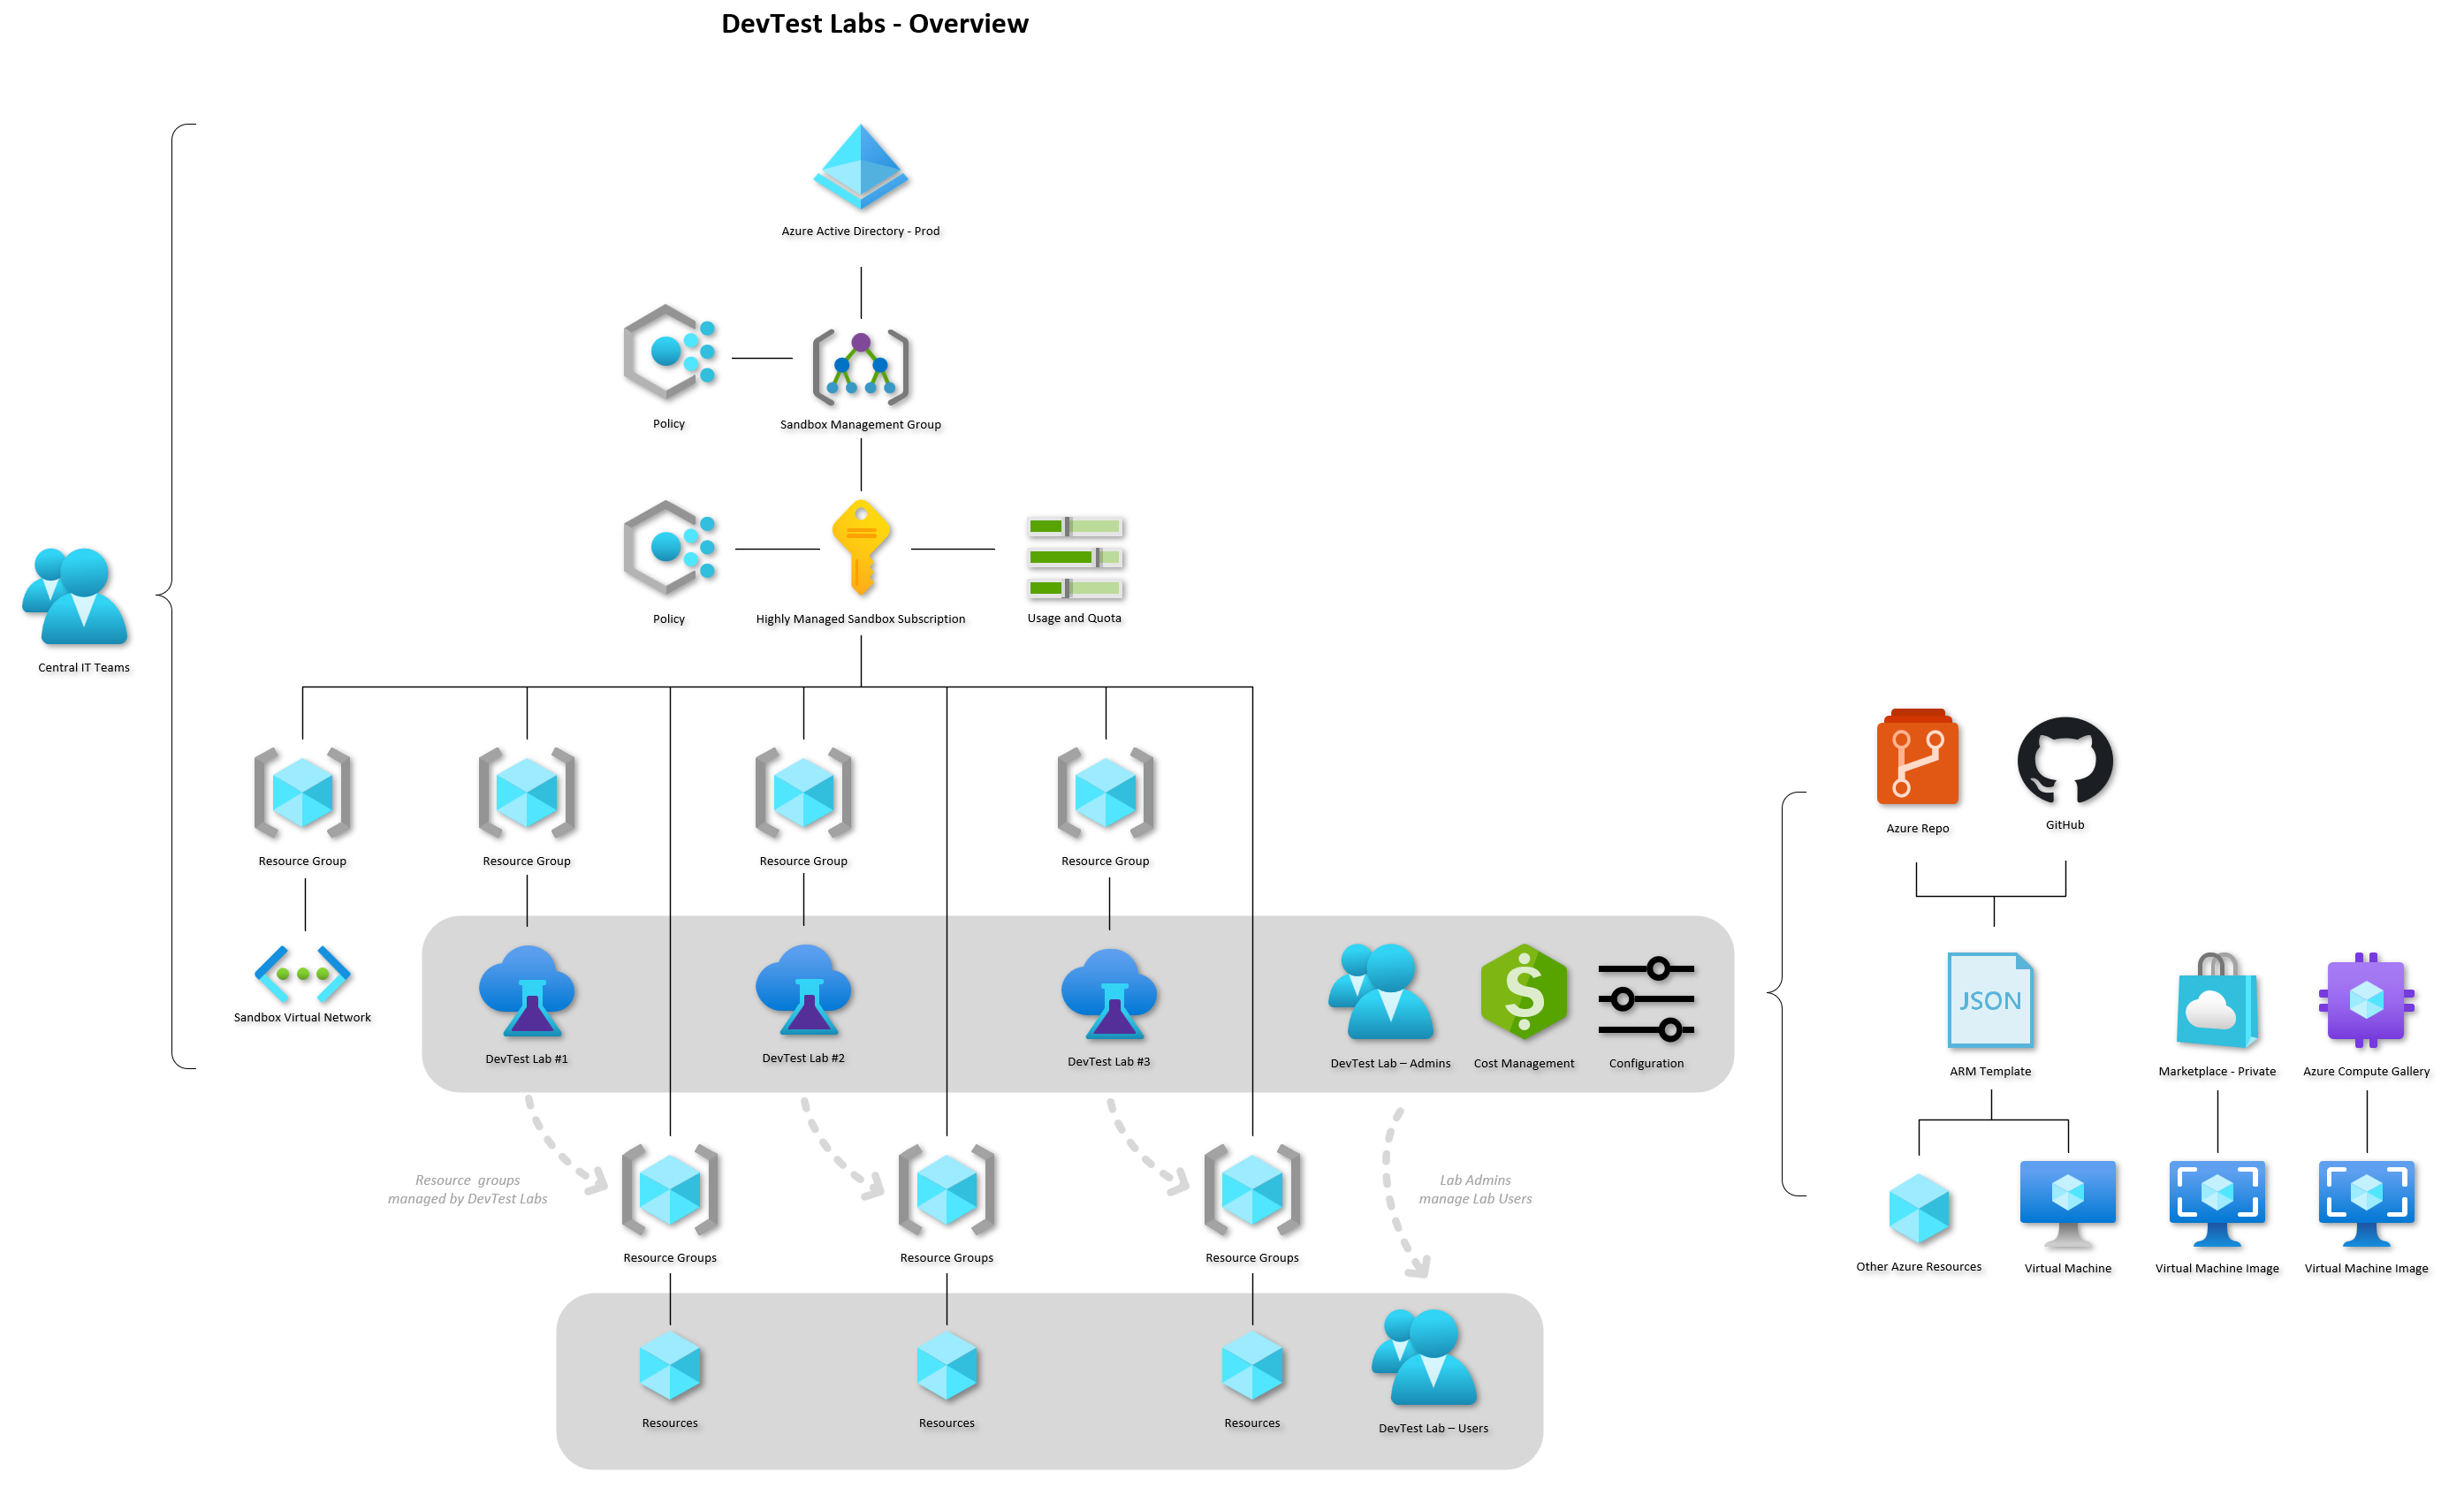 DevTest Labs - Overview
Azure Active Directory - Prod
Policy
Sandbox Management Group
Policy
Highly Managed Sandbox Subscription
Usage and Quota
Central IT Teams
Resource Group
Resource Group
Resource Group
Resource Group
Sandbox Virtual Network
DevTest Lab #1
DevTest Lab #2
DevTest Lab #3
DevTest Lab – Admins
$
Cost Management
Configuration
Resource groups
managed by DevTest Labs
Lab Admins
manage Lab Users
Resource Groups
Resource Groups
Resource Groups
Resources
Resources
Resources
DevTest Lab – Users
Azure Repo
GitHub
JSON
ARM Template
Marketplace - Private
Azure Compute Gallery
Other Azure Resources
Virtual Machine
Virtual Machine Image
Virtual Machine Image